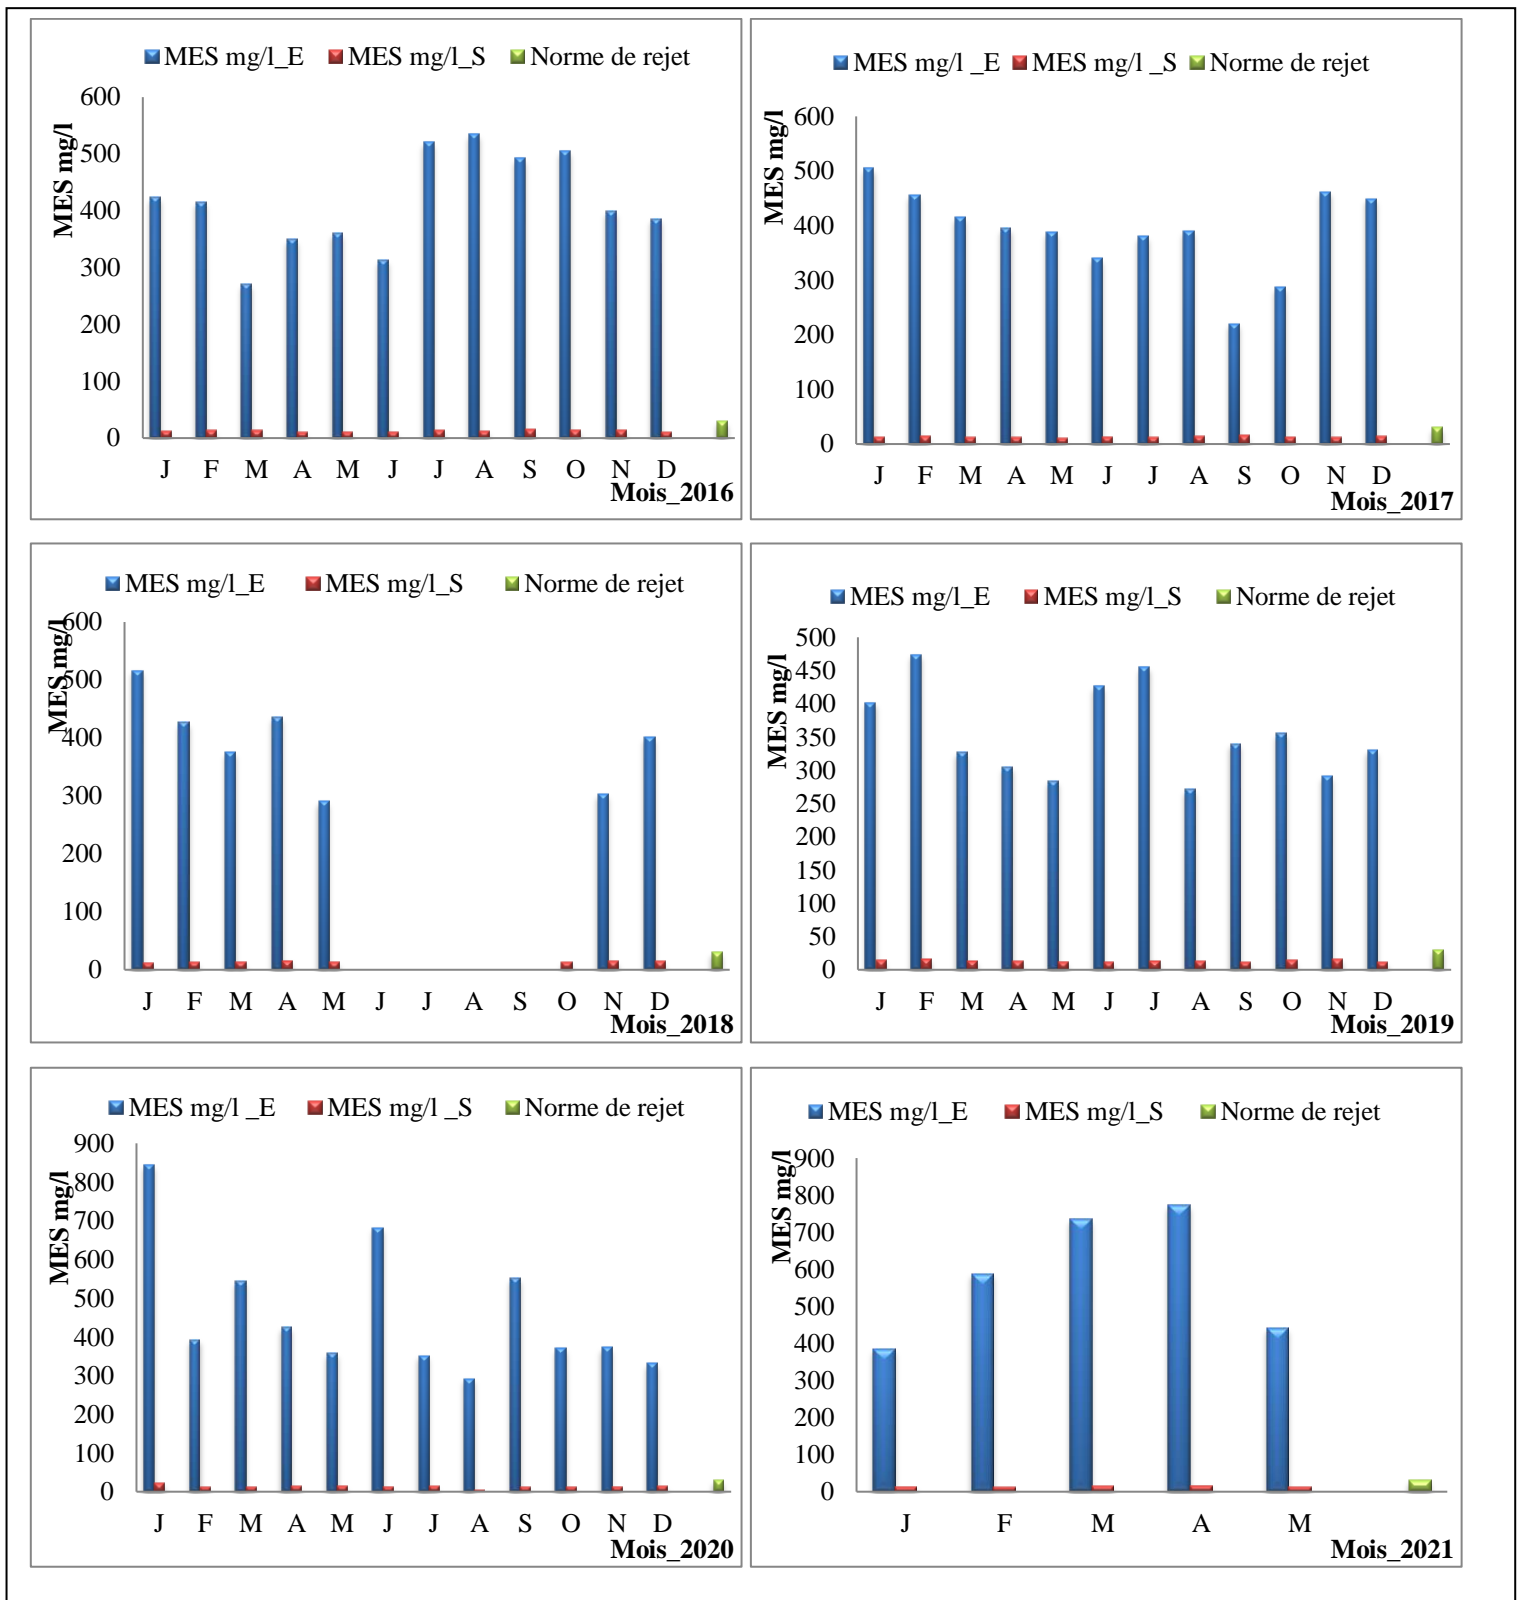 MES mg/l_E MES mg/l_S Norme de rejet
MES mg/l
600
500
400
300
200
100
0
J F M A M J J A S O N D
Mois_2016
MES mg/l _E MES mg/l _S Norme de rejet
MES mg/l
600
500
400
300
200
100
0
J F M A M J J A S O N D
Mois_2017
MES mg/l_E MES mg/l_S Norme de rejet
MES mg/l
600
500
400
300
200
100
0
J F M A M J J A S O N D
Mois_2018
MES mg/l_E MES mg/l_S Norme de rejet
MES mg/l
500
450
400
350
300
250
200
150
100
50
0
J F M A M J J A S O N D
Mois_2019
MES mg/l _E MES mg/l _S Norme de rejet
MES mg/l
900
800
700
600
500
400
300
200
100
0
J F M A M J J A S O N D
Mois_2020
MES mg/l_E MES mg/l_S Norme de rejet
MES mg/l
900
800
700
600
500
400
300
200
100
0
J F M A M
Mois_2021